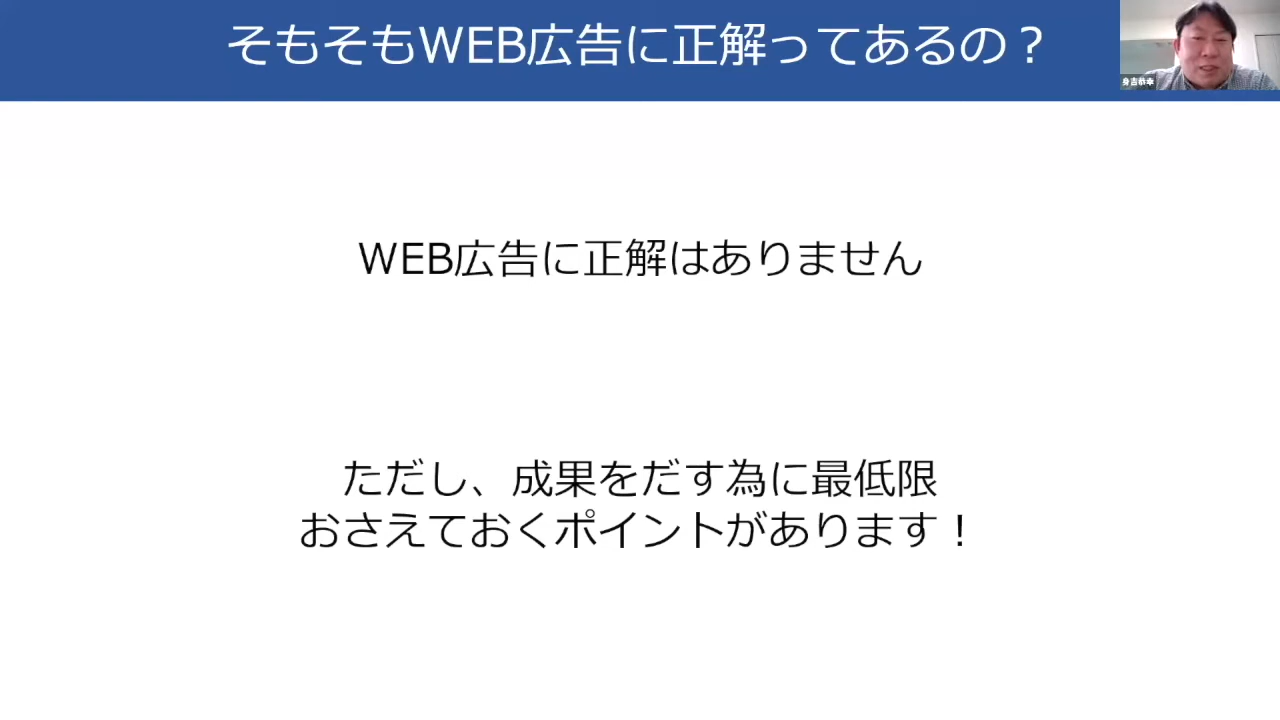 そもそもWEB広告に正解ってあるの？
WEB広告に正解はありません
ただし、成果をだす為に最低限
おさえておくポイントがあります！